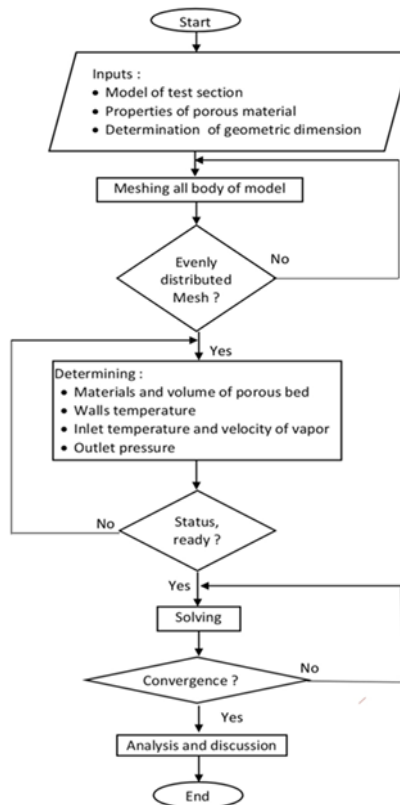 Start
Inputs :
• Model of test section
• Properties of porous material
• Determination of geometric dimension
Meshing all body of model
Evenly
distributed
Mesh ?
No
Yes
Determining :
• Materials and volume of porous bed
• Walls temperature
• Inlet temperature and velocity of vapor
• Outlet pressure
Status,
ready ?
No
Yes
Solving
Convergence ?
No
Yes
Analysis and discussion
End